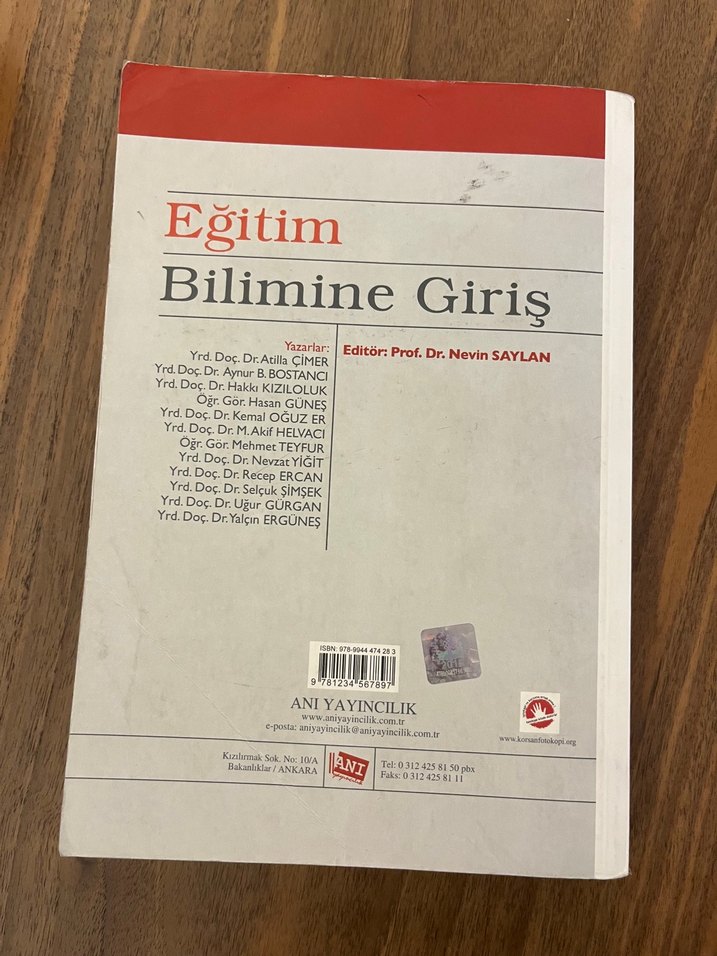 Eğitim
Bilimine Giriş
Yazarlar:
Yrd. Doç. Dr. Atilla ÇİMER
Yrd. Doç. Dr. Aynur B. BOSTANCI
Yrd. Doç. Dr. Hakkı KIZILOLUK
Öğr. Gör. Hasan GÜNEŞ
Yrd. Doç. Dr. Kemal OĞUZ ER
Yrd. Doç. Dr. M. Akif HELVACI
Öğr. Gör. Mehmet TEYFUR
Yrd. Doç. Dr. Nevzat YİĞİT
Yrd. Doç. Dr. Recep ERCAN
Yrd. Doç. Dr. Selçuk ŞİMŞEK
Yrd. Doç. Dr. Uğur GÜRGAN
Yrd. Doç. Dr. Yalçın ERGÜNEŞ
Editör: Prof. Dr. Nevin SAYLAN
ISBN: 978-9944 474 28 3
9 781234 567897
ANI YAYINCILIK
www.aniyayincilik.com.tr
e-posta: aniyayincilik@aniyayincilik.com.tr
www.korsanfotokopi.org
Kızılırmak Sok. No: 10/A
Bakanlıklar / ANKARA
ANI
yayıncılık
Tel: 0 312 425 81 50 pbx
Faks: 0 312 425 81 11